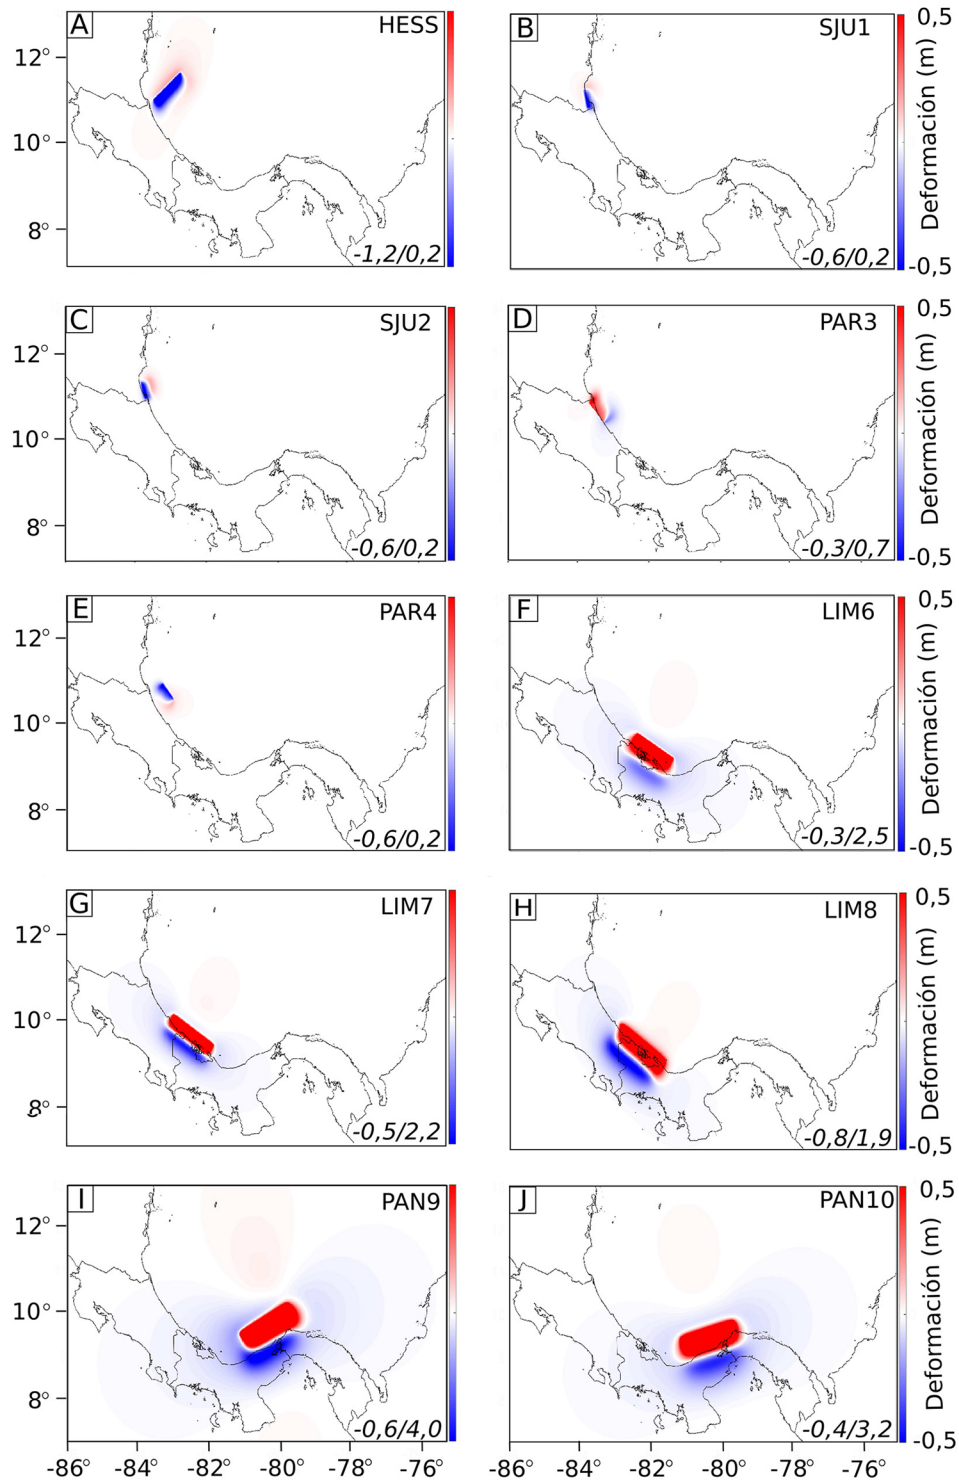 A HESS B SJU1 0,5
12°
10°
8°
-1,2/0,2 -0,6/0,2 -0,5
Deformación (m)
C SJU2 D PAR3 0,5
12°
10°
8°
-0,6/0,2 -0,3/0,7 -0,5
Deformación (m)
E PAR4 F LIM6 0,5
12°
10°
8°
-0,6/0,2 -0,3/2,5 -0,5
Deformación (m)
G LIM7 H LIM8 0,5
12°
10°
8°
-0,5/2,2 -0,8/1,9 -0,5
Deformación (m)
I PAN9 J PAN10 0,5
12°
10°
8°
-0,6/4,0 -0,4/3,2 -0,5
Deformación (m)
-86° -84° -82° -80° -78° -76° -86° -84° -82° -80° -78° -76°